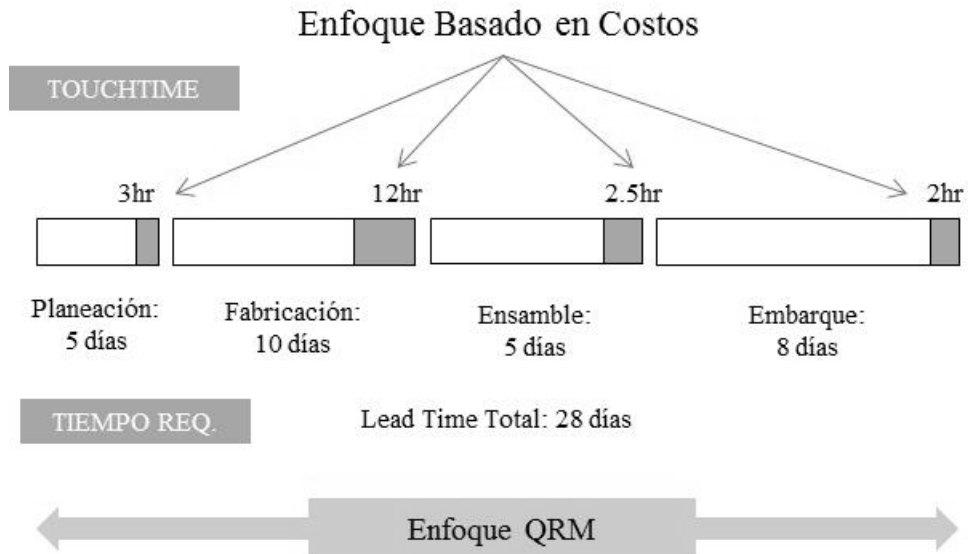 Enfoque Basado en Costos
TOUCHTIME
3hr
12hr
2.5hr
2hr
Planeación:
5 días
Fabricación:
10 días
Ensamble:
5 días
Embarque:
8 días
TIEMPO REQ.
Lead Time Total: 28 días
Enfoque QRM